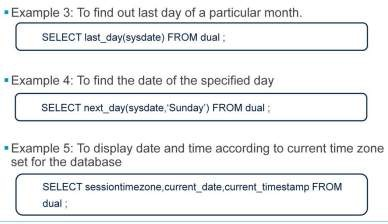 Example 3: To find out last day of a particular month.
SELECT last_day(sysdate) FROM dual ;
Example 4: To find the date of the specified day
SELECT next_day(sysdate,‘Sunday’) FROM dual ;
Example 5: To display date and time according to current time zone
set for the database
SELECT sessiontimezone,current_date,current_timestamp FROM
dual ;